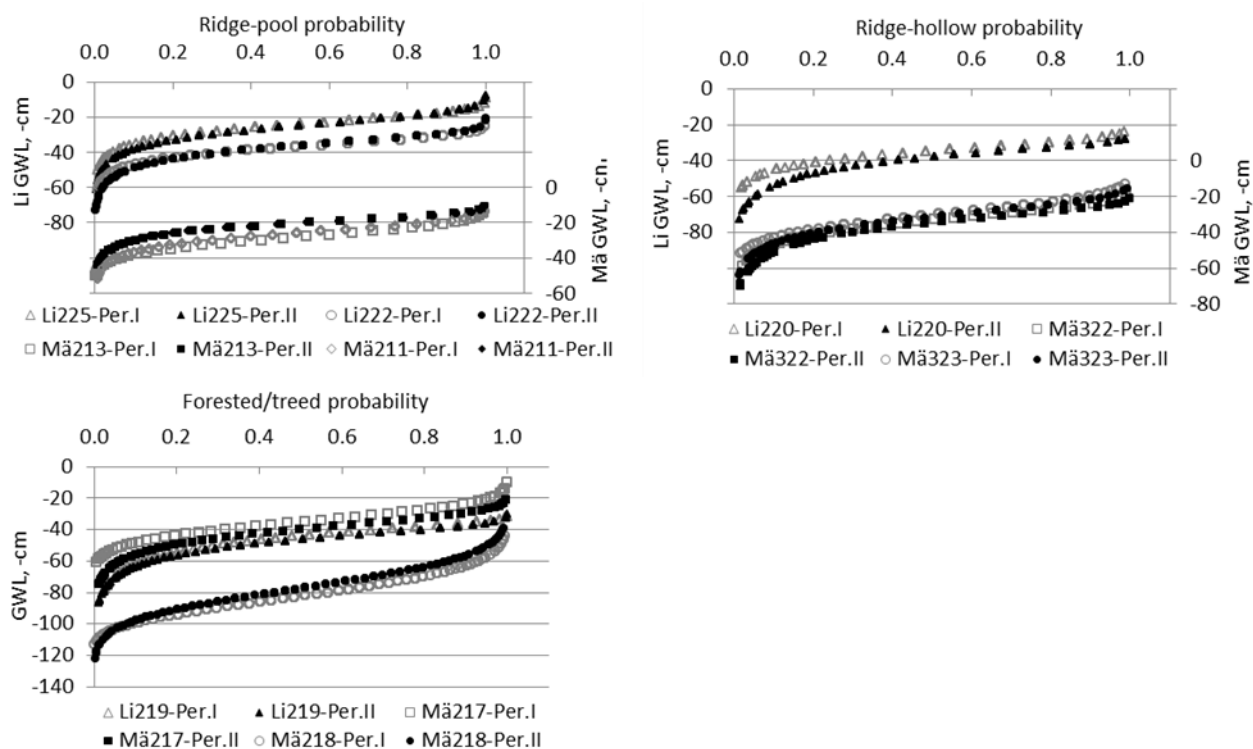 Ridge-pool probability
0.0 0.2 0.4 0.6 0.8 1.0
0
-20
-40
-60
-80
Li GWL, -cm
0
-20
-40
-60
Mä GWL, -cm
△ Li225-Per.I ▲ Li225-Per.II ○ Li222-Per.I ● Li222-Per.II
□ Mä213-Per.I ■ Mä213-Per.II ◇ Mä211-Per.I ◆ Mä211-Per.II
Ridge-hollow probability
0.0 0.2 0.4 0.6 0.8 1.0
0
-20
-40
-60
-80
Li GWL, -cm
0
-20
-40
-60
-80
Mä GWL, -cm
△ Li220-Per.I ▲ Li220-Per.II □ Mä322-Per.I
■ Mä322-Per.II ○ Mä323-Per.I ● Mä323-Per.II
Forested/treed probability
0.0 0.2 0.4 0.6 0.8 1.0
0
-20
-40
-60
-80
-100
-120
-140
GWL, -cm
△ Li219-Per.I ▲ Li219-Per.II □ Mä217-Per.I
■ Mä217-Per.II ○ Mä218-Per.I ● Mä218-Per.II